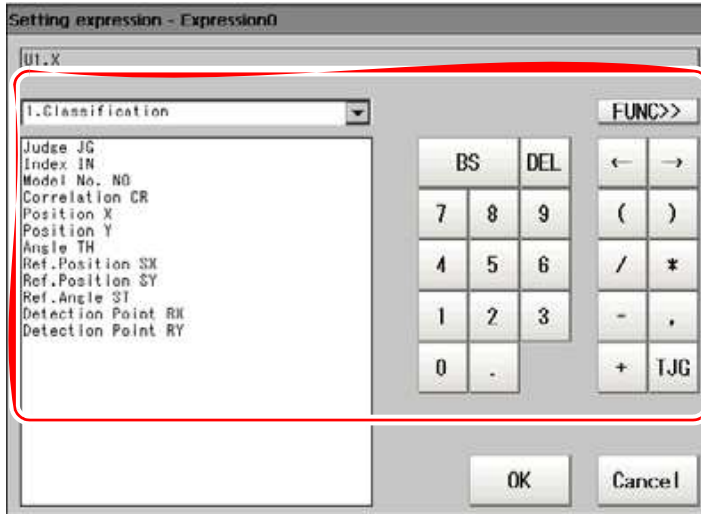 Setting expression - Expression0
U1.X
1.Classification
FUNC>>
Judge JG
Index IN
Model No. NO
Correlation CR
Position X
Position Y
Angle TH
Ref.Position SX
Ref.Position SY
Ref.Angle ST
Detection Point RX
Detection Point RY
BS DEL ← →
7 8 9 ( )
4 5 6 / *
1 2 3 - ,
0 . + TJG
OK Cancel